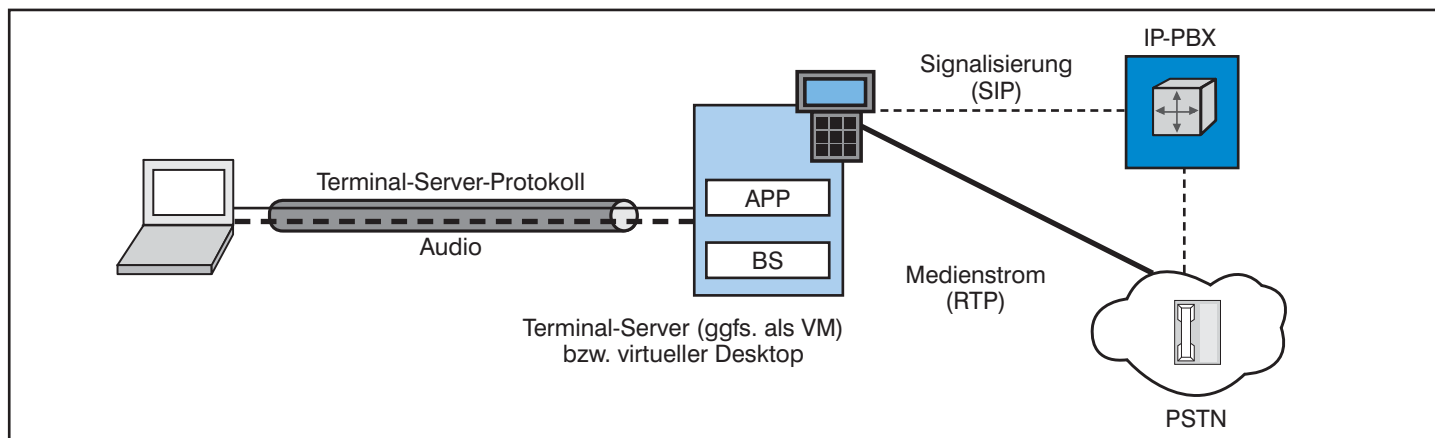 IP-PBX
Signalisierung
(SIP)
Terminal-Server-Protokoll
APP
Audio
BS
Medienstrom
(RTP)
Terminal-Server (ggfs. als VM)
bzw. virtueller Desktop
PSTN